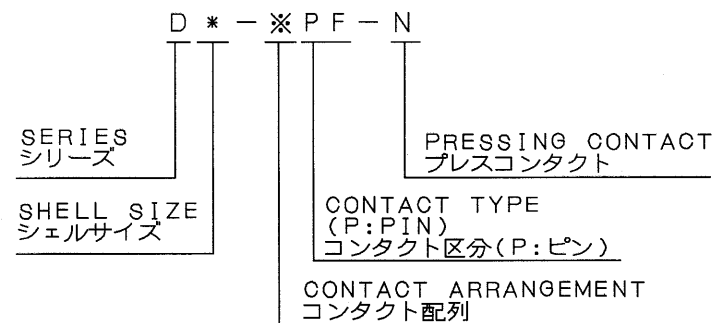 D * - ※ P F - N
SERIES
シリーズ
PRESSING CONTACT
プレスコンタクト
SHELL SIZE
シェルサイズ
CONTACT TYPE
(P:PIN)
コンタクト区分(P:ピン)
CONTACT ARRANGEMENT
コンタクト配列